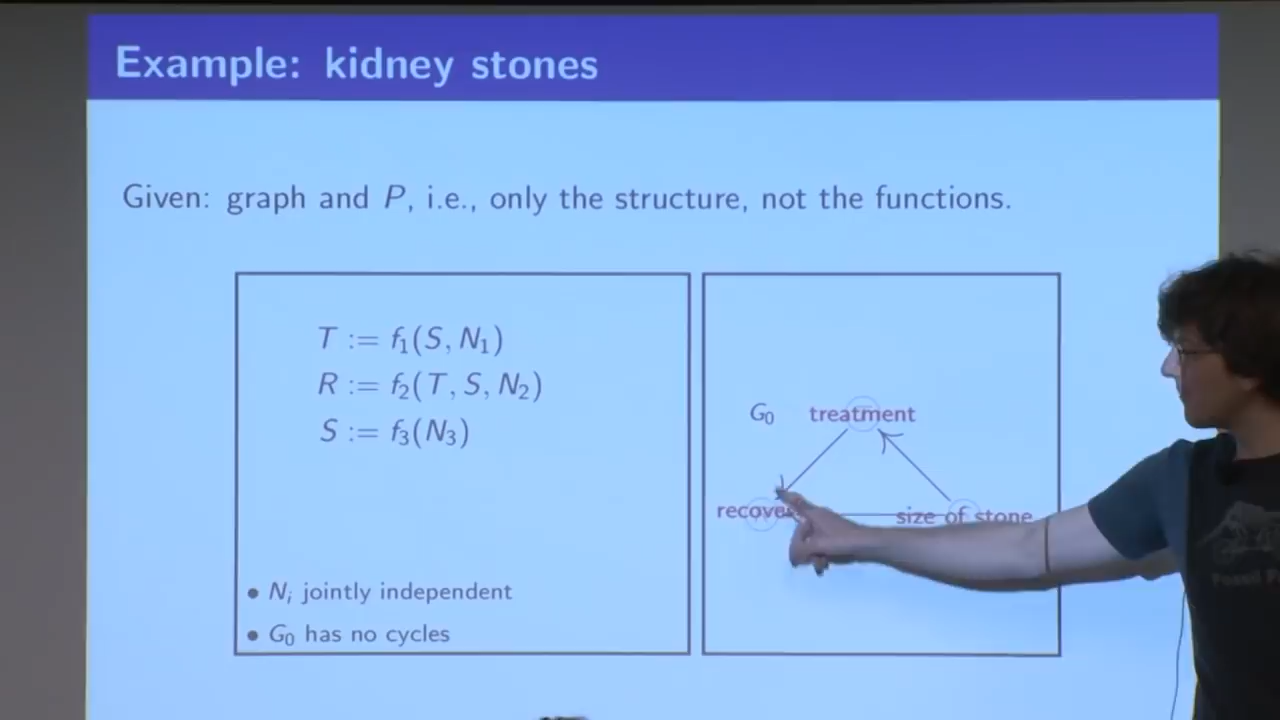 Example: kidney stones
Given: graph and P, i.e., only the structure, not the functions.
T := f₁(S, N₁)
R := f₂(T, S, N₂)
S := f₃(N₃)
• Nᵢ jointly independent
• G₀ has no cycles
G₀ treatment
size of stone